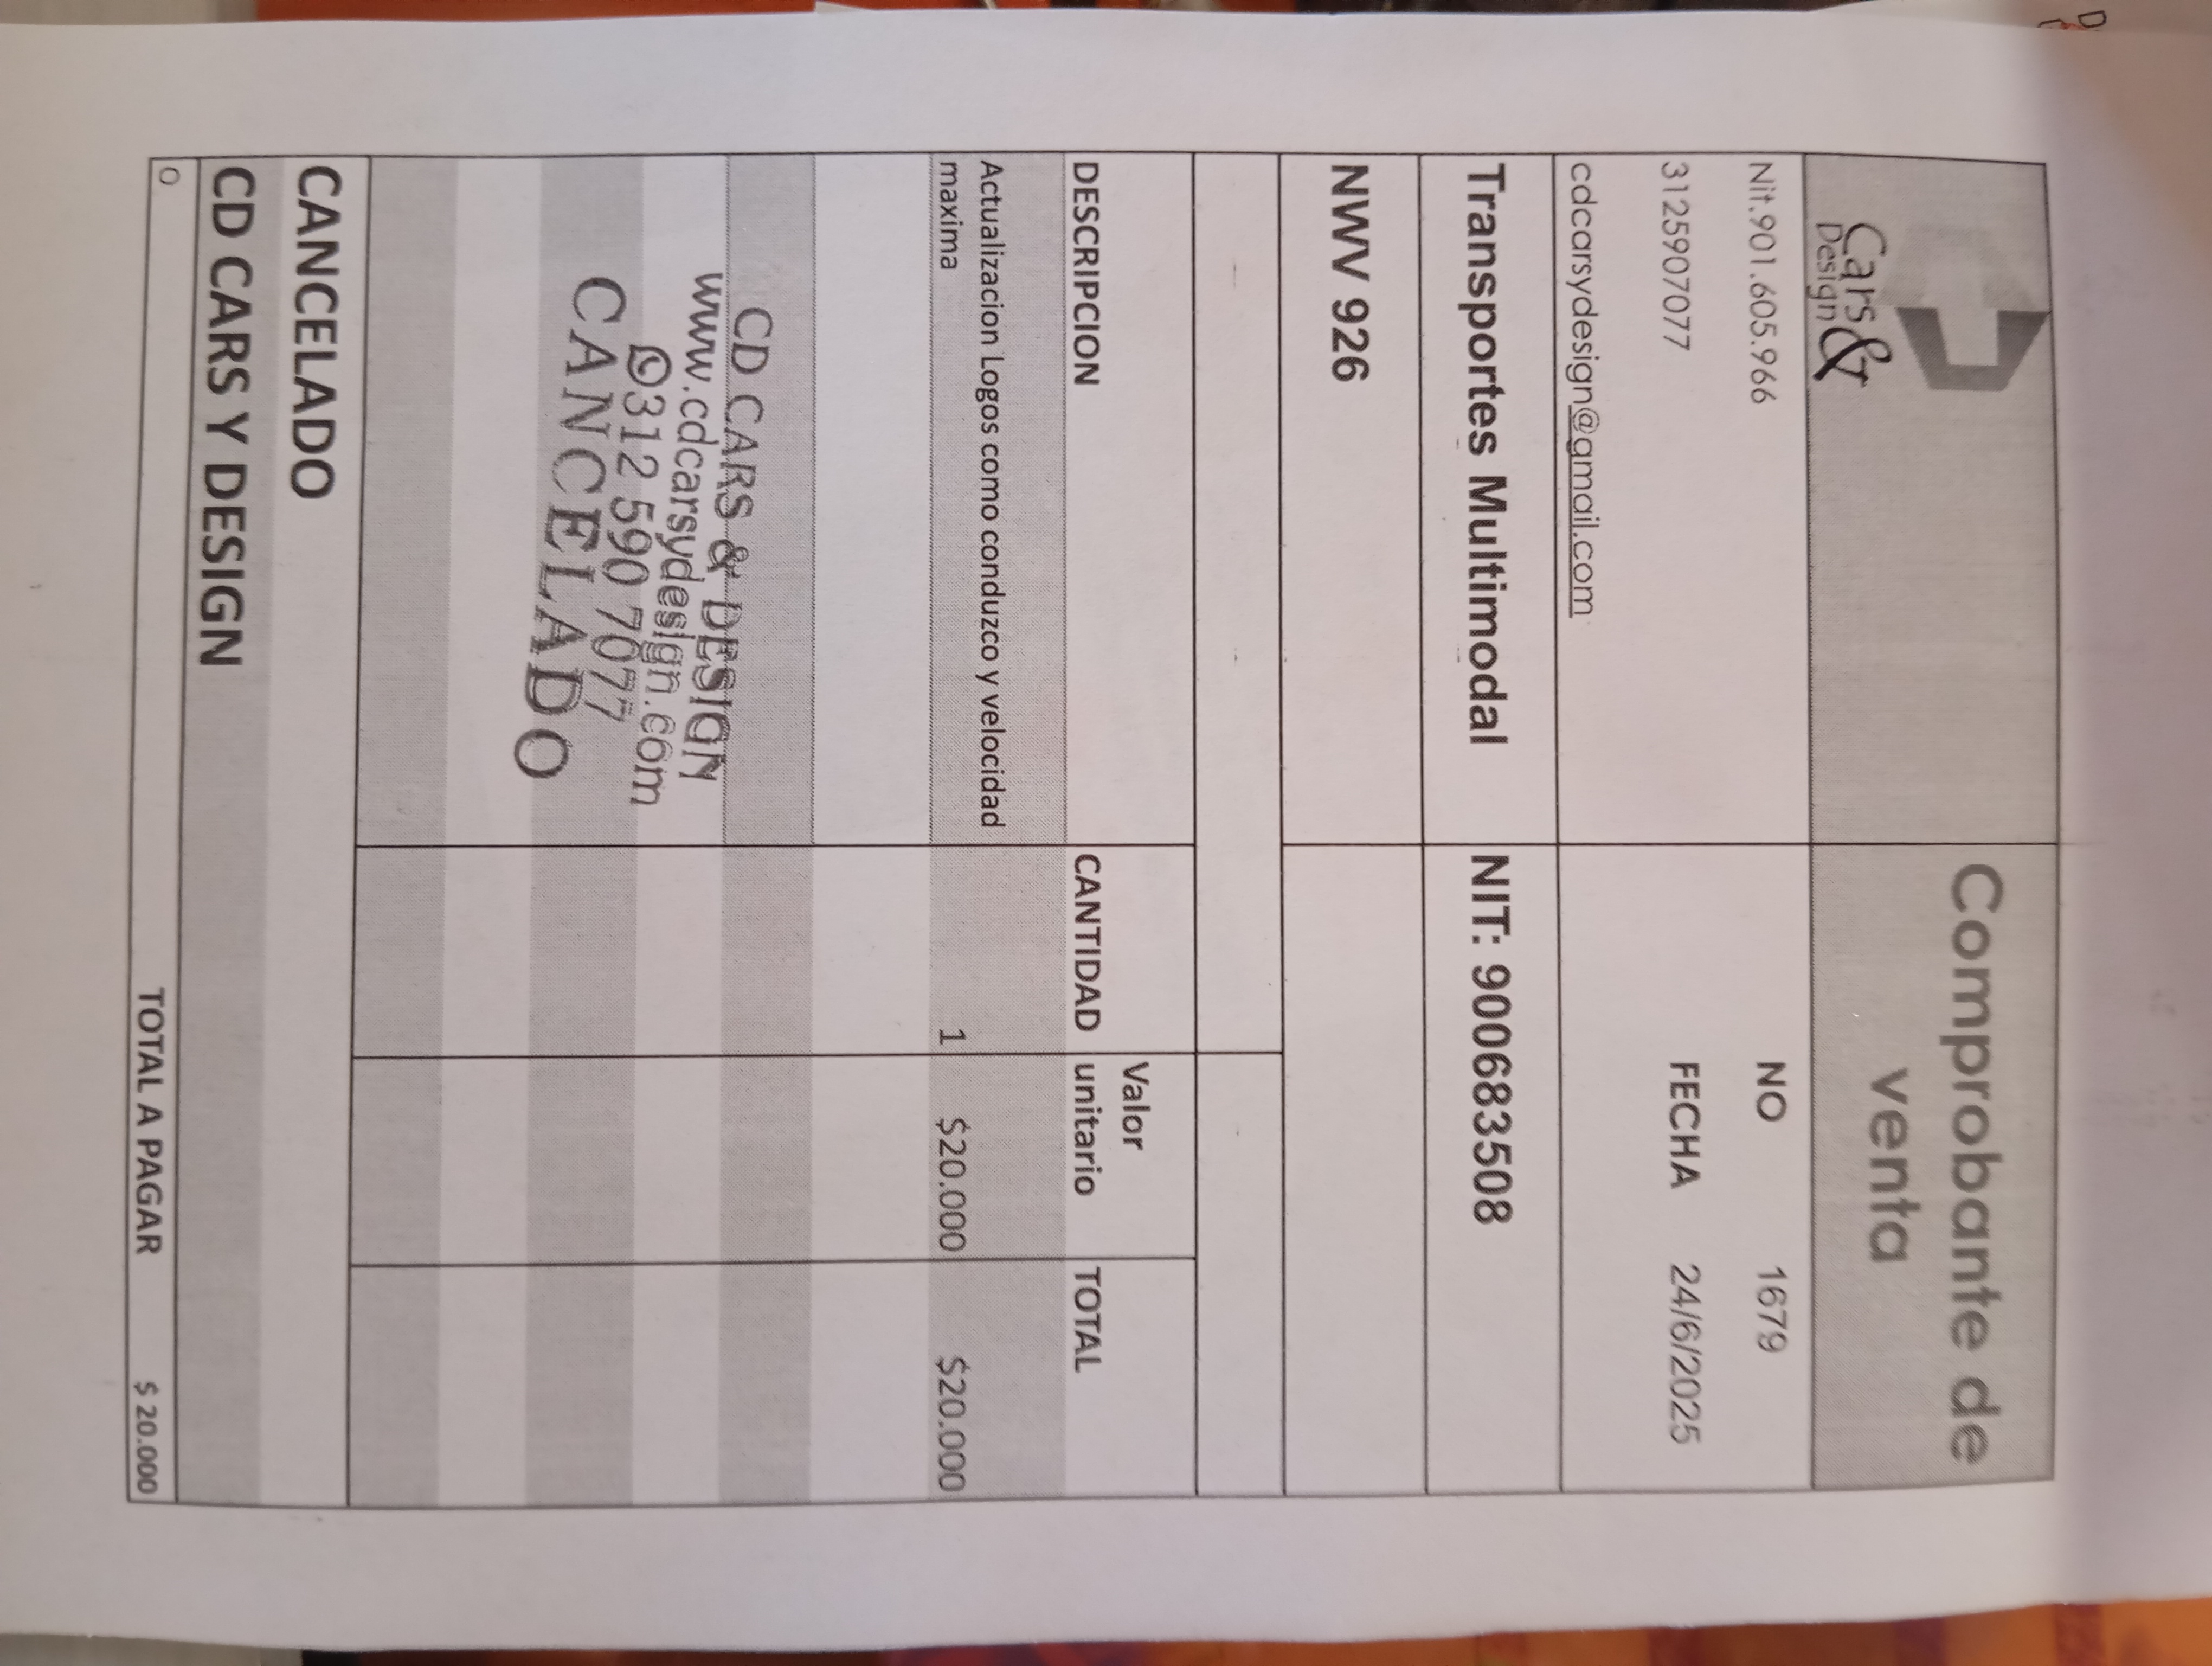 Cars &
Design
Comprobante de
venta
Nit.901.605.966
NO 1679
3125907077
FECHA 24/6/2025
cdcarsydesign@gmail.com
Transportes Multimodal NIT: 900683508
NWV 926
DESCRIPCION CANTIDAD Valor unitario TOTAL
Actualizacion Logos como conduzco y velocidad
maxima 1 $20.000 $20.000
CD CARS & DESIGN
www.cdcarsydesign.com
312 590 7077
CANCELADO
CANCELADO
CD CARS Y DESIGN
O TOTAL A PAGAR $ 20.000